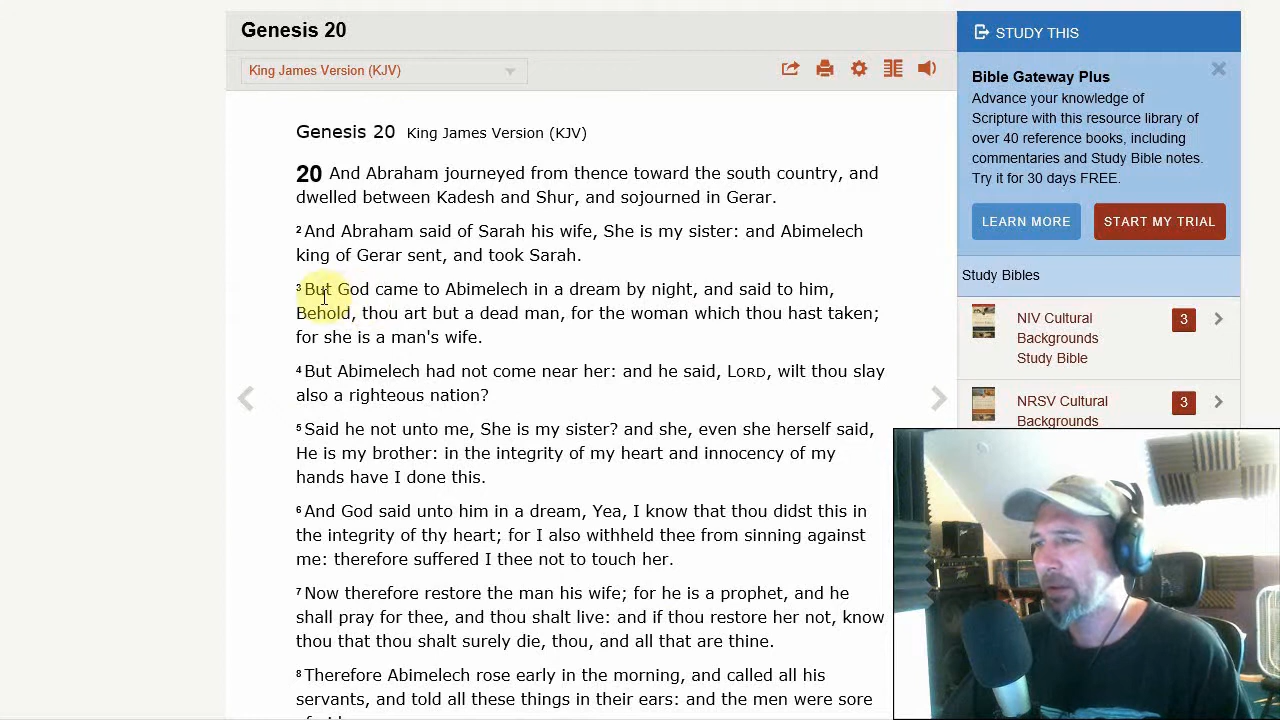 Genesis 20
King James Version (KJV)
Genesis 20 King James Version (KJV)
20 And Abraham journeyed from thence toward the south country, and
dwelled between Kadesh and Shur, and sojourned in Gerar.
2 And Abraham said of Sarah his wife, She is my sister: and Abimelech
king of Gerar sent, and took Sarah.
3 But God came to Abimelech in a dream by night, and said to him,
Behold, thou art but a dead man, for the woman which thou hast taken;
for she is a man's wife.
4 But Abimelech had not come near her: and he said, LORD, wilt thou slay
also a righteous nation?
5 Said he not unto me, She is my sister? and she, even she herself said,
He is my brother: in the integrity of my heart and innocency of my
hands have I done this.
6 And God said unto him in a dream, Yea, I know that thou didst this in
the integrity of thy heart; for I also withheld thee from sinning against
me: therefore suffered I thee not to touch her.
7 Now therefore restore the man his wife; for he is a prophet, and he
shall pray for thee, and thou shalt live: and if thou restore her not, know
thou that thou shalt surely die, thou, and all that are thine.
8 Therefore Abimelech rose early in the morning, and called all his
servants, and told all these things in their ears: and the men were sore
STUDY THIS
Bible Gateway Plus
Advance your knowledge of
Scripture with this resource library of
over 40 reference books, including
commentaries and Study Bible notes.
Try it for 30 days FREE.
LEARN MORE START MY TRIAL
Study Bibles
NIV Cultural
Backgrounds
Study Bible
3
NRSV Cultural
Backgrounds
3